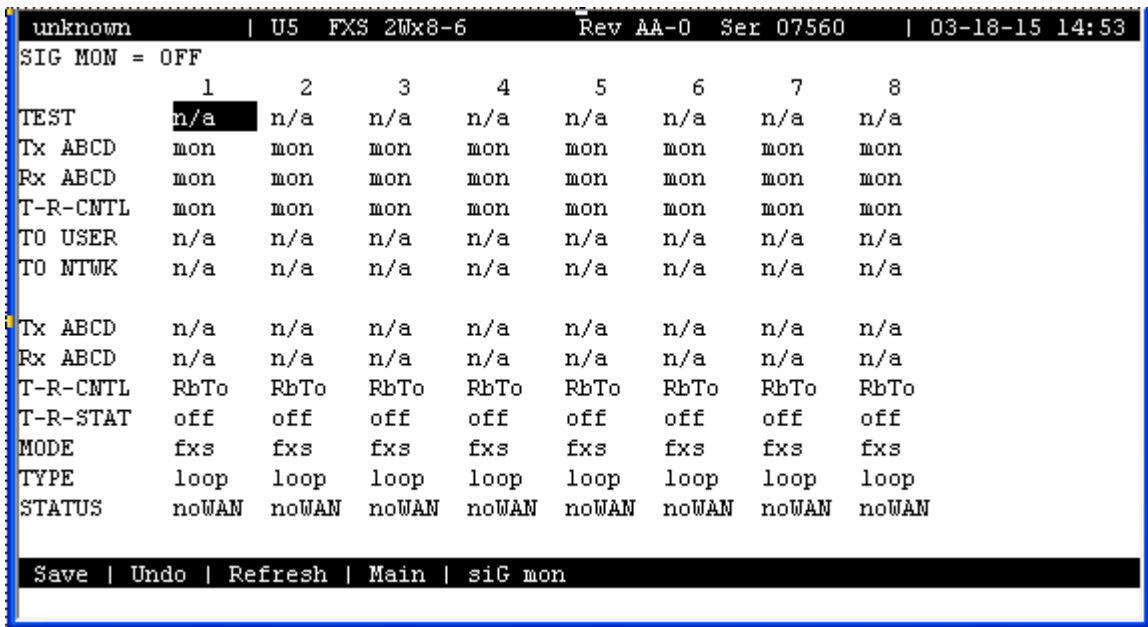 unknown | U5 FXS 2Wx8-6 Rev AA-0 Ser 07560 | 03-18-15 14:53
SIG MON = OFF
1 2 3 4 5 6 7 8
TEST n/a n/a n/a n/a n/a n/a n/a n/a
Tx ABCD mon mon mon mon mon mon mon mon
Rx ABCD mon mon mon mon mon mon mon mon
T-R-CNTL mon mon mon mon mon mon mon mon
TO USER n/a n/a n/a n/a n/a n/a n/a n/a
TO NTWK n/a n/a n/a n/a n/a n/a n/a n/a
Tx ABCD n/a n/a n/a n/a n/a n/a n/a n/a
Rx ABCD n/a n/a n/a n/a n/a n/a n/a n/a
T-R-CNTL RbTo RbTo RbTo RbTo RbTo RbTo RbTo RbTo
T-R-STAT off off off off off off off off
MODE fxs fxs fxs fxs fxs fxs fxs fxs
TYPE loop loop loop loop loop loop loop loop
STATUS noWAN noWAN noWAN noWAN noWAN noWAN noWAN noWAN
Save | Undo | Refresh | Main | siG mon